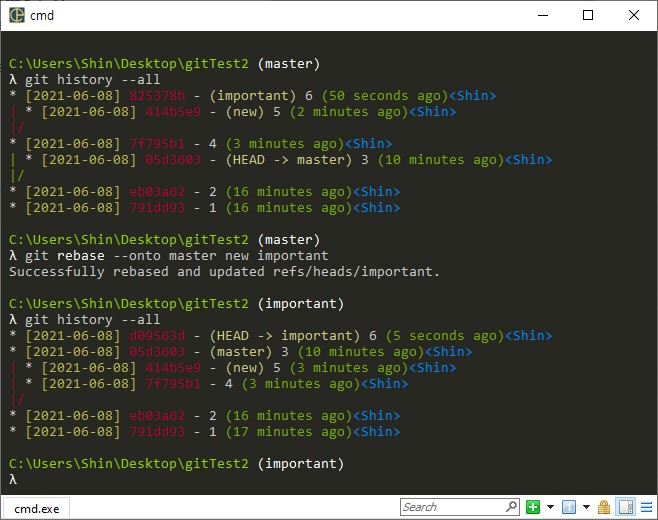 cmd
C:\Users\Shin\Desktop\gitTest2 (master)
λ git history --all
* [2021-06-08] 825378b - (important) 6 (50 seconds ago)<Shin>
| * [2021-06-08] 414b5e9 - (new) 5 (2 minutes ago)<Shin>
|/
* [2021-06-08] 7f795b1 - 4 (3 minutes ago)<Shin>
| * [2021-06-08] 05d3603 - (HEAD -> master) 3 (10 minutes ago)<Shin>
|/
* [2021-06-08] eb03a62 - 2 (16 minutes ago)<Shin>
* [2021-06-08] 791dd93 - 1 (16 minutes ago)<Shin>
C:\Users\Shin\Desktop\gitTest2 (master)
λ git rebase --onto master new important
Successfully rebased and updated refs/heads/important.
C:\Users\Shin\Desktop\gitTest2 (important)
λ git history --all
* [2021-06-08] d09563d - (HEAD -> important) 6 (5 seconds ago)<Shin>
* [2021-06-08] 05d3603 - (master) 3 (10 minutes ago)<Shin>
| * [2021-06-08] 414b5e9 - (new) 5 (3 minutes ago)<Shin>
| * [2021-06-08] 7f795b1 - 4 (3 minutes ago)<Shin>
|/
* [2021-06-08] eb03a62 - 2 (16 minutes ago)<Shin>
* [2021-06-08] 791dd93 - 1 (17 minutes ago)<Shin>
C:\Users\Shin\Desktop\gitTest2 (important)
λ
cmd.exe
Search